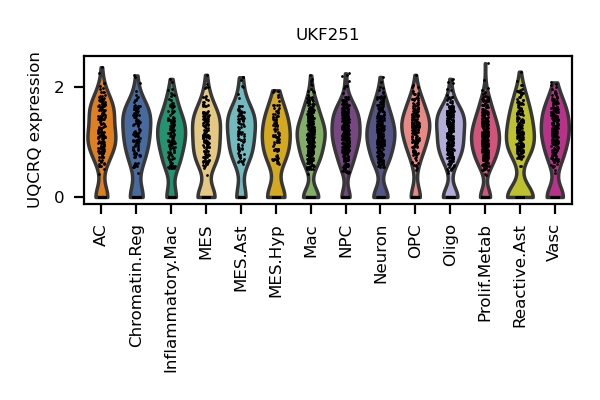 UKF251
UQCRQ expression
2
0
AC
Chromatin.Reg
Inflammatory.Mac
MES
MES.Ast
MES.Hyp
Mac
NPC
Neuron
OPC
Oligo
Prolif.Metab
Reactive.Ast
Vasc